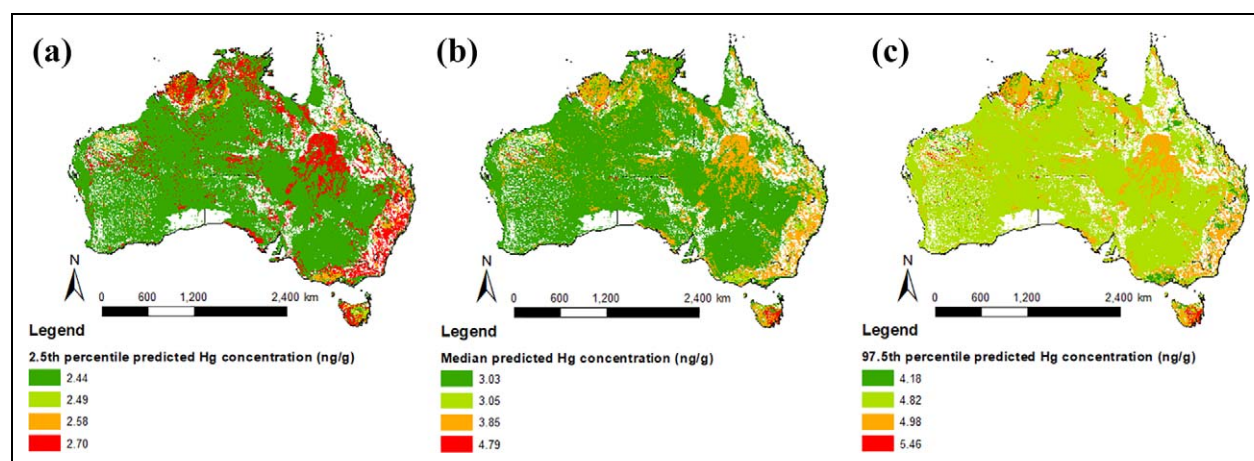 (a)
N
0 600 1,200 2,400 km
Legend
2.5th percentile predicted Hg concentration (ng/g)
2.44
2.49
2.58
2.70
(b)
N
0 600 1,200 2,400 km
Legend
Median predicted Hg concentration (ng/g)
3.03
3.05
3.85
4.79
(c)
N
0 600 1,200 2,400 km
Legend
97.5th percentile predicted Hg concentration (ng/g)
4.18
4.82
4.98
5.46